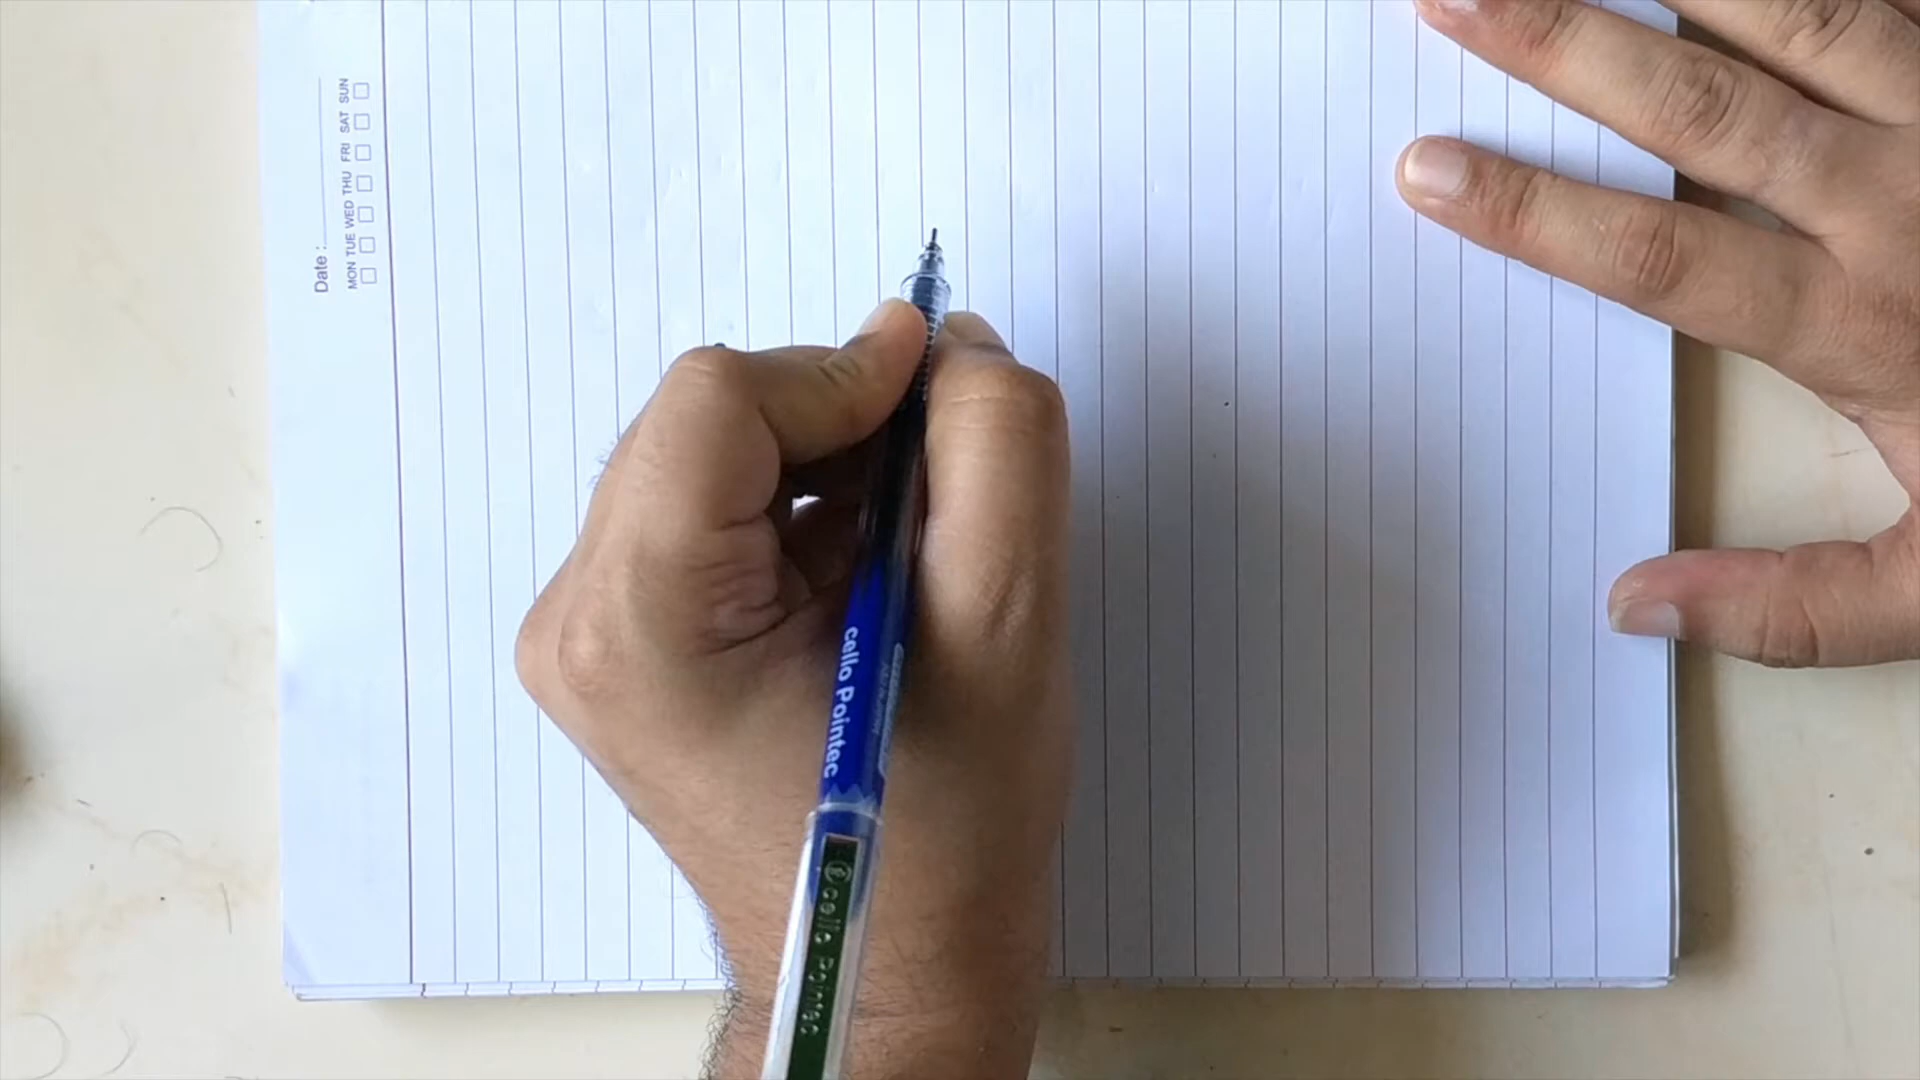 Date :
MON TUE WED THU FRI SAT SUN
cello Pointec
cello Pointec